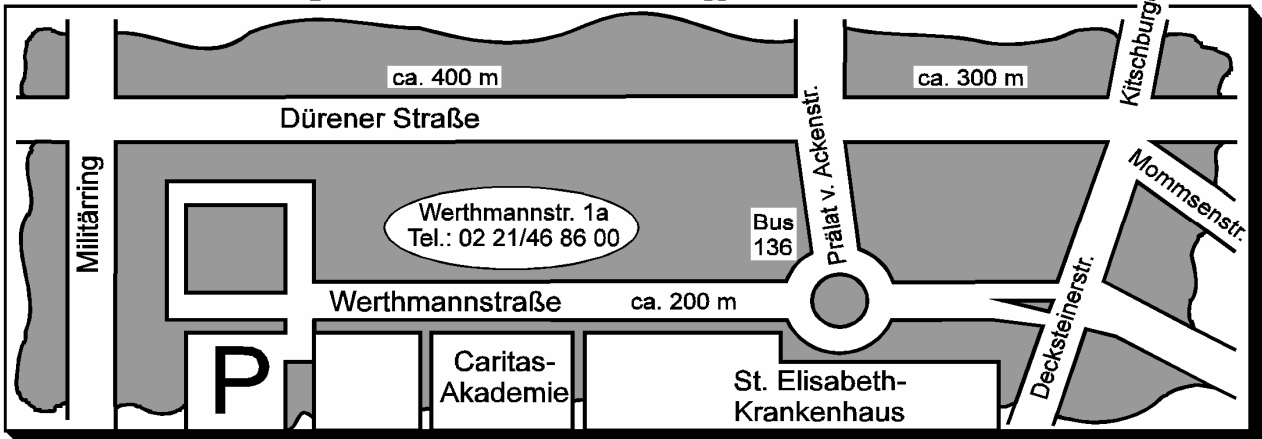 Kitschburge
ca. 400 m
ca. 300 m
Dürener Straße
Militärring
Prälat v. Ackenstr.
Mommsenstr.
Werthmannstr. 1a
Tel.: 02 21/46 86 00
Bus
136
Werthmannstraße
ca. 200 m
Decksteinerstr.
P
Caritas-
Akademie
St. Elisabeth-
Krankenhaus